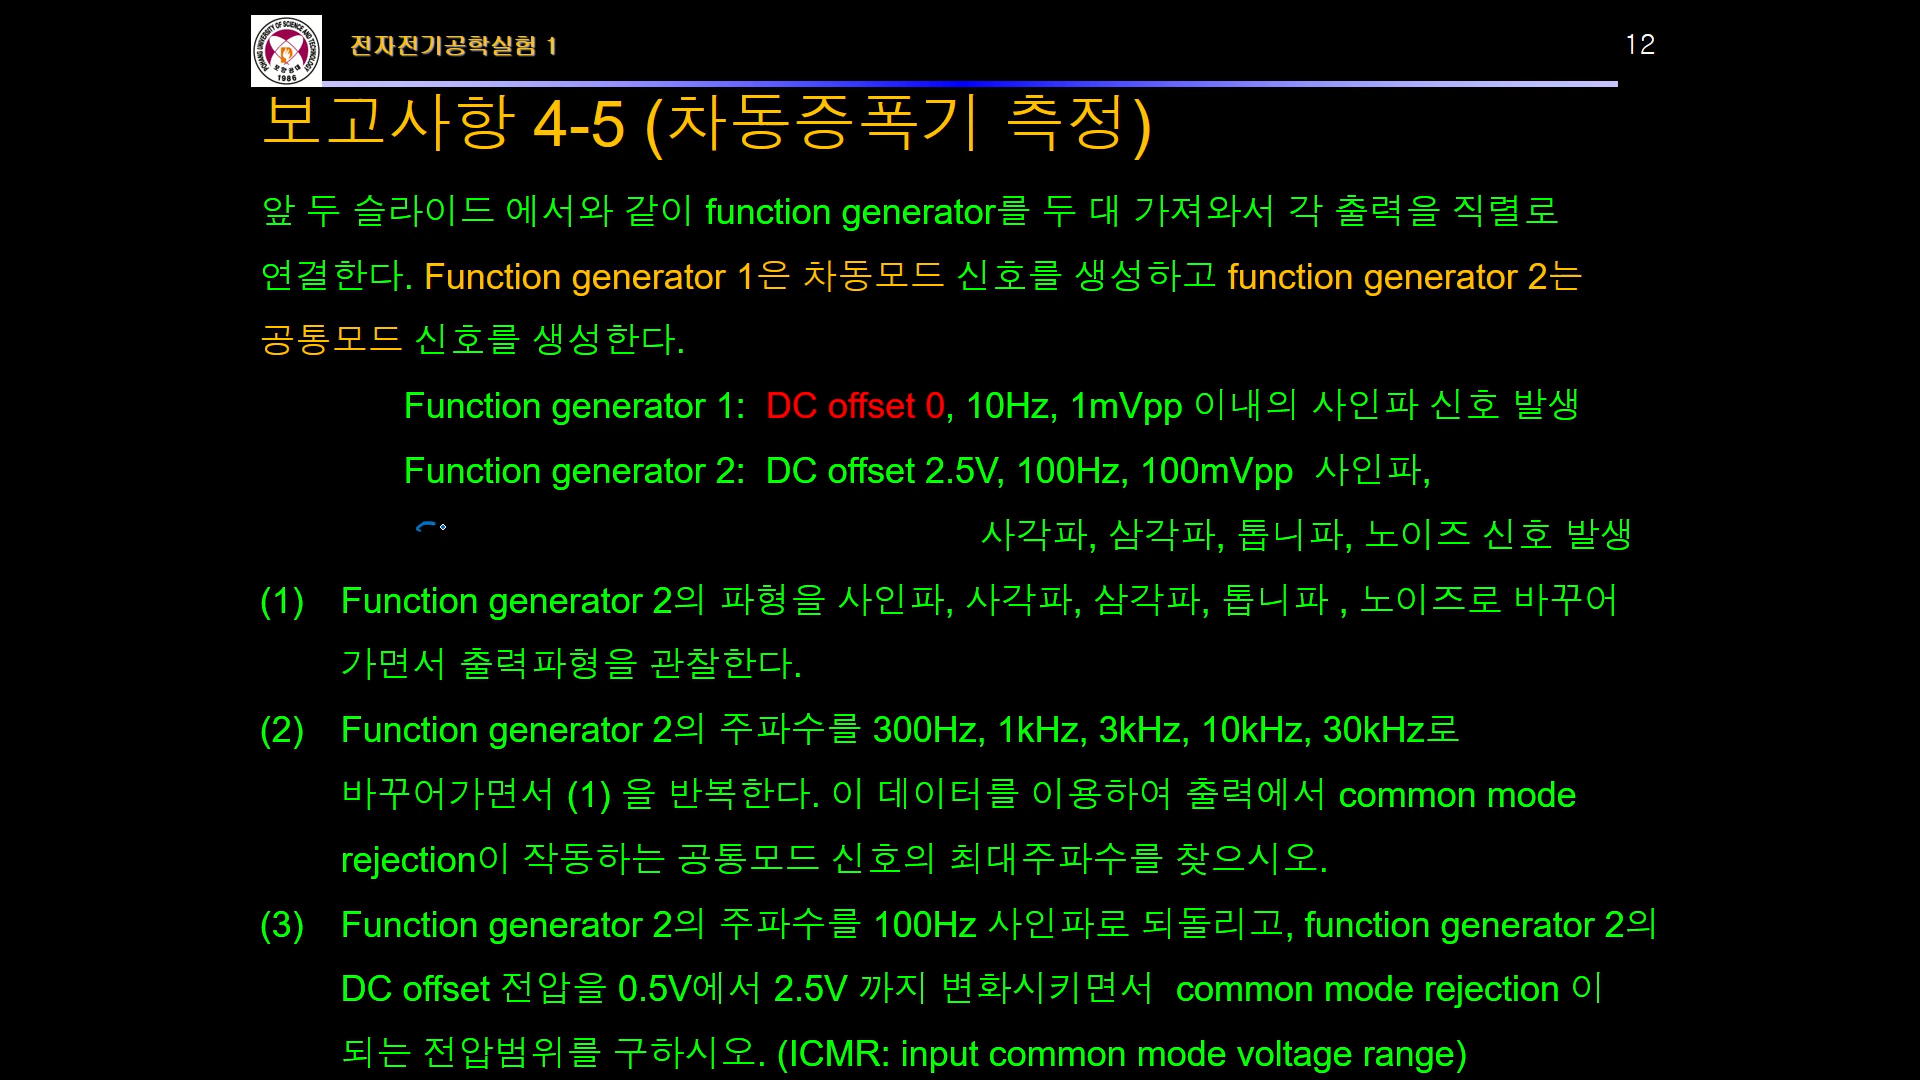 POHANG UNIVERSITY OF SCIENCE AND TECHNOLOGY
포항공대
1986
전자전기공학실험 1
12
보고사항 4-5 (차동증폭기 측정)
앞 두 슬라이드 에서와 같이 function generator를 두 대 가져와서 각 출력을 직렬로
연결한다. Function generator 1은 차동모드 신호를 생성하고 function generator 2는
공통모드 신호를 생성한다.
Function generator 1: DC offset 0, 10Hz, 1mVpp 이내의 사인파 신호 발생
Function generator 2: DC offset 2.5V, 100Hz, 100mVpp 사인파,
사각파, 삼각파, 톱니파, 노이즈 신호 발생
(1) Function generator 2의 파형을 사인파, 사각파, 삼각파, 톱니파 , 노이즈로 바꾸어
가면서 출력파형을 관찰한다.
(2) Function generator 2의 주파수를 300Hz, 1kHz, 3kHz, 10kHz, 30kHz로
바꾸어가면서 (1) 을 반복한다. 이 데이터를 이용하여 출력에서 common mode
rejection이 작동하는 공통모드 신호의 최대주파수를 찾으시오.
(3) Function generator 2의 주파수를 100Hz 사인파로 되돌리고, function generator 2의
DC offset 전압을 0.5V에서 2.5V 까지 변화시키면서 common mode rejection 이
되는 전압범위를 구하시오. (ICMR: input common mode voltage range)